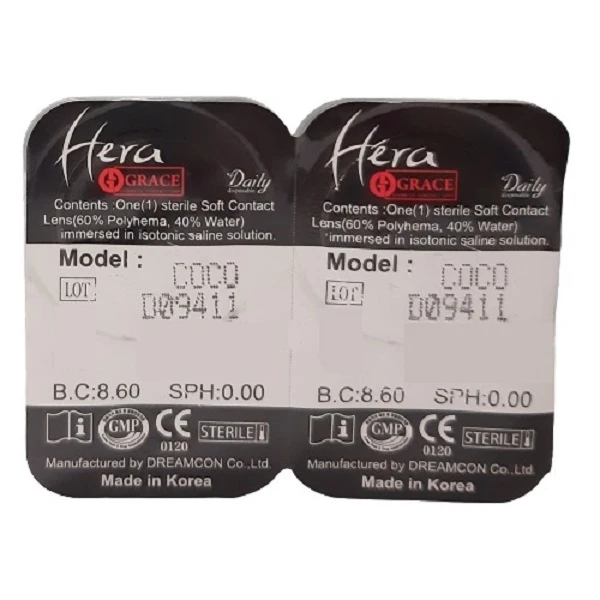 Hera
GRACE
Daily
Contents :One(1) sterile Soft Contact
Lens(60% Polyhema, 40% Water)
immersed in isotonic saline solution.
Model : COCO
LOT D09411
B.C:8.60 SPH:0.00
GMP CE 0120 STERILE
Manufactured by DREAMCON Co.,Ltd.
Made in Korea
Hera
GRACE
Daily
Contents :One(1) sterile Soft Contact
Lens(60% Polyhema, 40% Water)
immersed in isotonic saline solution.
Model : COCO
LOT D09411
B.C:8.60 SPH:0.00
GMP CE 0120 STERILE
Manufactured by DREAMCON Co.,Ltd.
Made in Korea